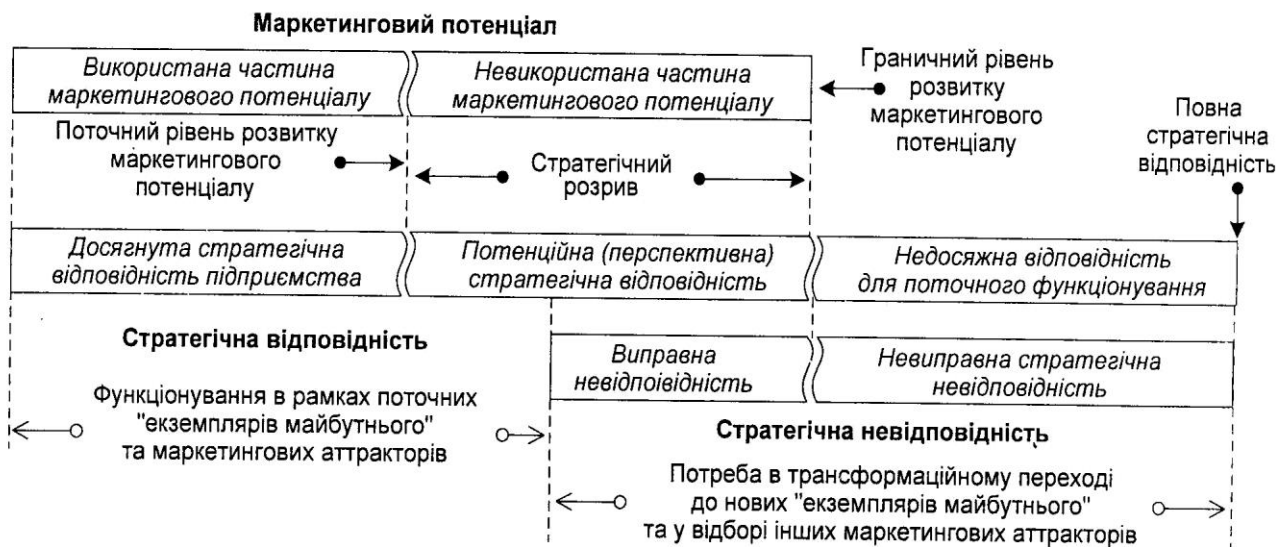 Маркетинговий потенціал
Використана частина
маркетингового потенціалу
Невикористана частина
маркетингового потенціалу
Граничний рівень
розвитку
маркетингового
потенціалу
Повна
стратегічна
відповідність
Поточний рівень розвитку
маркетингового
потенціалу
Стратегічний
розрив
Досягнута стратегічна
відповідність підприємства
Потенційна (перспективна)
стратегічна відповідність
Недосяжна відповідність
для поточного функціонування
Стратегічна відповідність
Виправна
невідпоівідність
Невиправна стратегічна
невідповідність
Функціонування в рамках поточних
"екземплярів майбутнього"
та маркетингових аттракторів
Стратегічна невідповідність
Потреба в трансформаційному переході
до нових "екземплярів майбутнього"
та у відборі інших маркетингових аттракторів